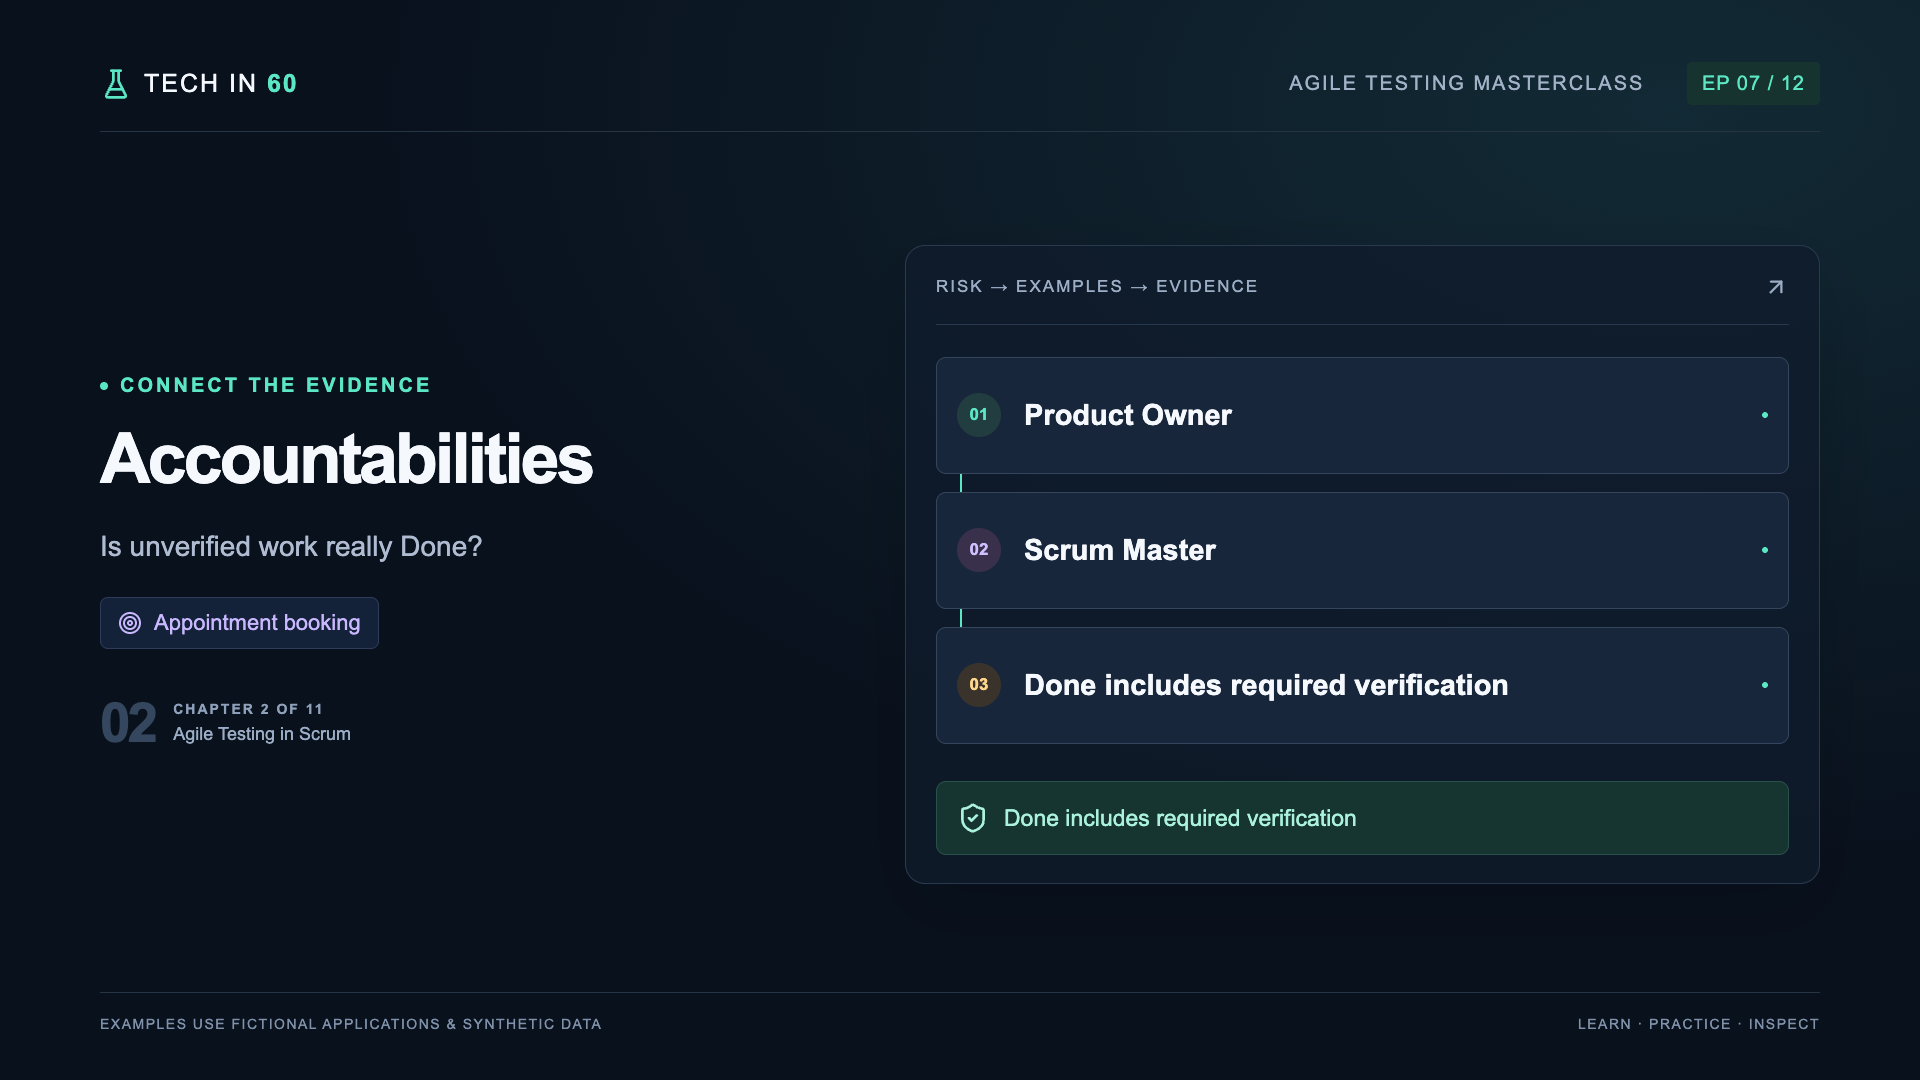 TECH IN 60
AGILE TESTING MASTERCLASS
EP 07 / 12
CONNECT THE EVIDENCE
Accountabilities
Is unverified work really Done?
Appointment booking
02
CHAPTER 2 OF 11
Agile Testing in Scrum
RISK → EXAMPLES → EVIDENCE
01
Product Owner
02
Scrum Master
03
Done includes required verification
Done includes required verification
EXAMPLES USE FICTIONAL APPLICATIONS & SYNTHETIC DATA
LEARN · PRACTICE · INSPECT